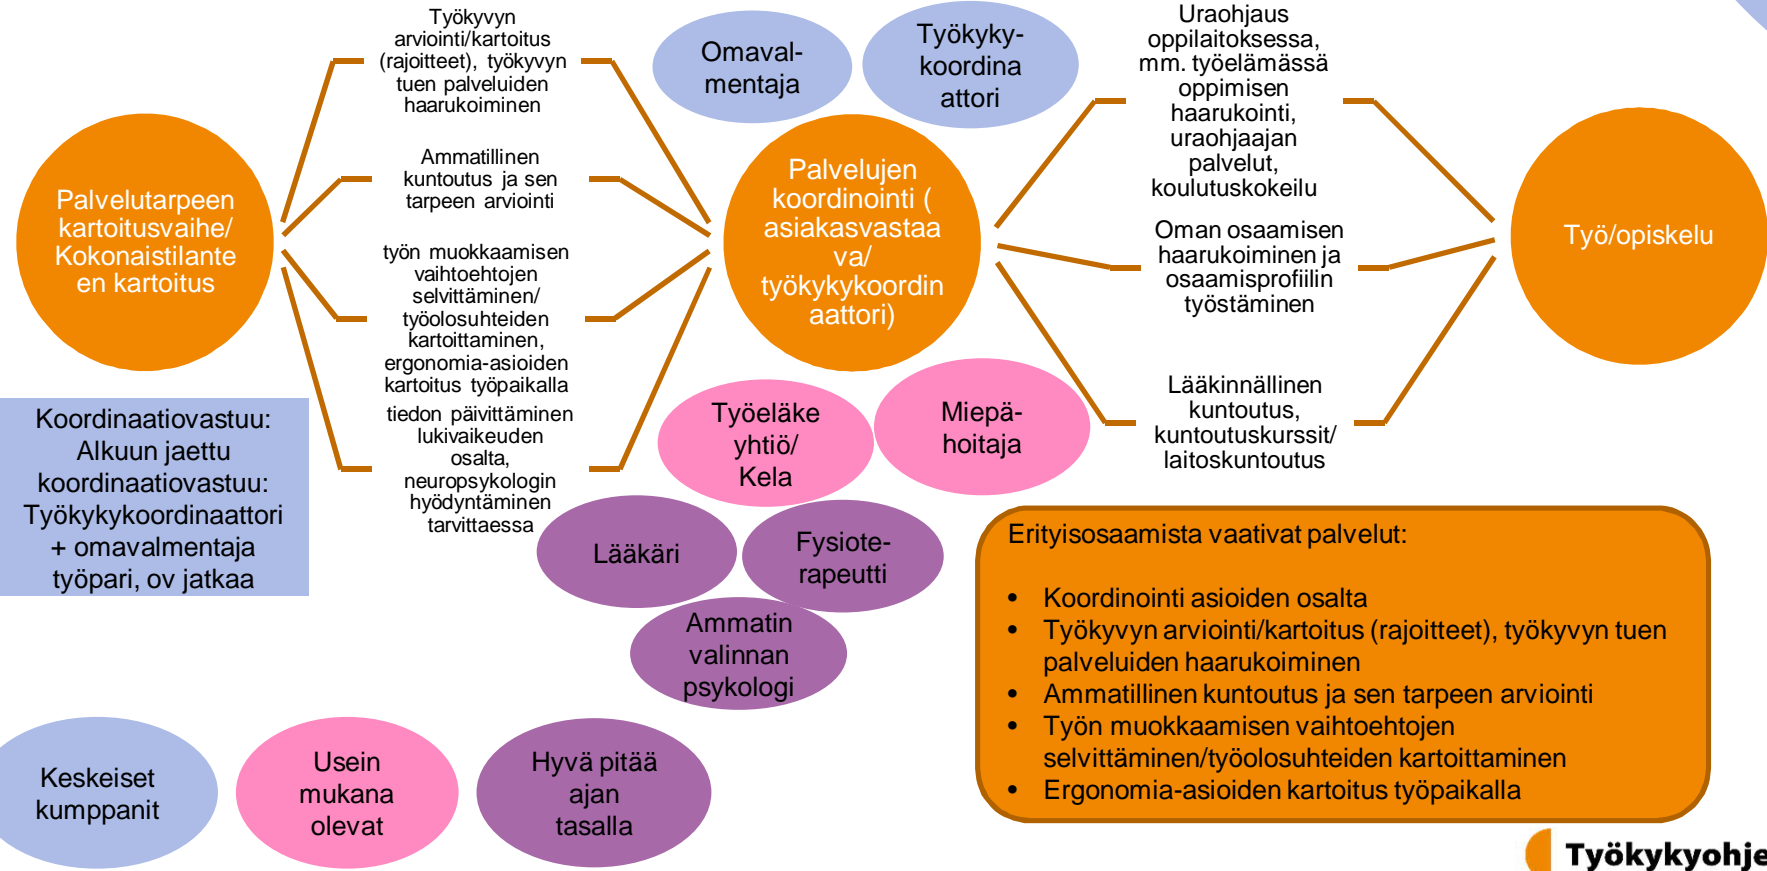 Palvelutarpeen
kartoitusvaihe/
Kokonaistilante
en kartoitus
Työkyvyn
arviointi/kartoitus
(rajoitteet), työkyvyn
tuen palveluiden
haarukoiminen
Ammatillinen
kuntoutus ja sen
tarpeen arviointi
työn muokkaamisen
vaihtoehtojen
selvittäminen/
työolosuhteiden
kartoittaminen,
ergonomia-asioiden
kartoitus työpaikalla
tiedon päivittäminen
lukivaikeuden
osalta,
neuropsykologin
hyödyntäminen
tarvittaessa
Omaval-
mentaja
Työkyky-
koordina
attori
Palvelujen
koordinointi (
asiakasvastaa
va/
työkykykoordin
aattori)
Uraohjaus
oppilaitoksessa,
mm. työelämässä
oppimisen
haarukointi,
uraohjaajan
palvelut,
koulutuskokeilu
Oman osaamisen
haarukoiminen ja
osaamisprofiilin
työstäminen
Lääkinnällinen
kuntoutus,
kuntoutuskurssit/
laitoskuntoutus
Työ/opiskelu
Koordinaatiovastuu:
Alkuun jaettu
koordinaatiovastuu:
Työkykykoordinaattori
+ omavalmentaja
työpari, ov jatkaa
Työeläke
yhtiö/
Kela
Miepä-
hoitaja
Lääkäri
Fysiote-
rapeutti
Ammatin
valinnan
psykologi
Erityisosaamista vaativat palvelut:
• Koordinointi asioiden osalta
• Työkyvyn arviointi/kartoitus (rajoitteet), työkyvyn tuen
palveluiden haarukoiminen
• Ammatillinen kuntoutus ja sen tarpeen arviointi
• Työn muokkaamisen vaihtoehtojen
selvittäminen/työolosuhteiden kartoittaminen
• Ergonomia-asioiden kartoitus työpaikalla
Keskeiset
kumppanit
Usein
mukana
olevat
Hyvä pitää
ajan
tasalla
Työkykyohje